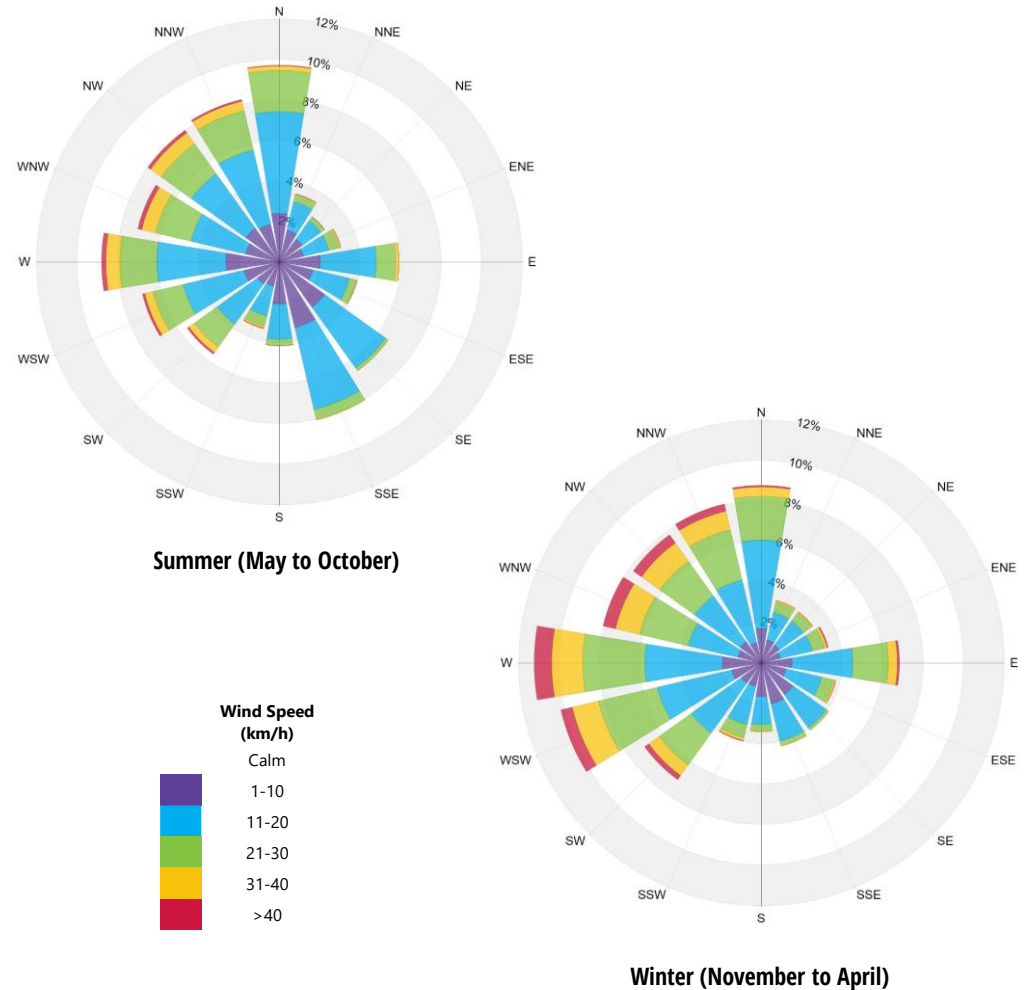 N
12%
NNW
NNE
10%
NW
NE
8%
6%
WNW
ENE
4%
2%
W
E
WSW
ESE
SW
SE
SSW
SSE
S
Summer (May to October)
N
12%
NNW
NNE
10%
NW
NE
8%
6%
WNW
ENE
4%
2%
W
E
WSW
ESE
SW
SE
SSW
SSE
S
Wind Speed
(km/h)
Calm
1-10
11-20
21-30
31-40
>40
Winter (November to April)